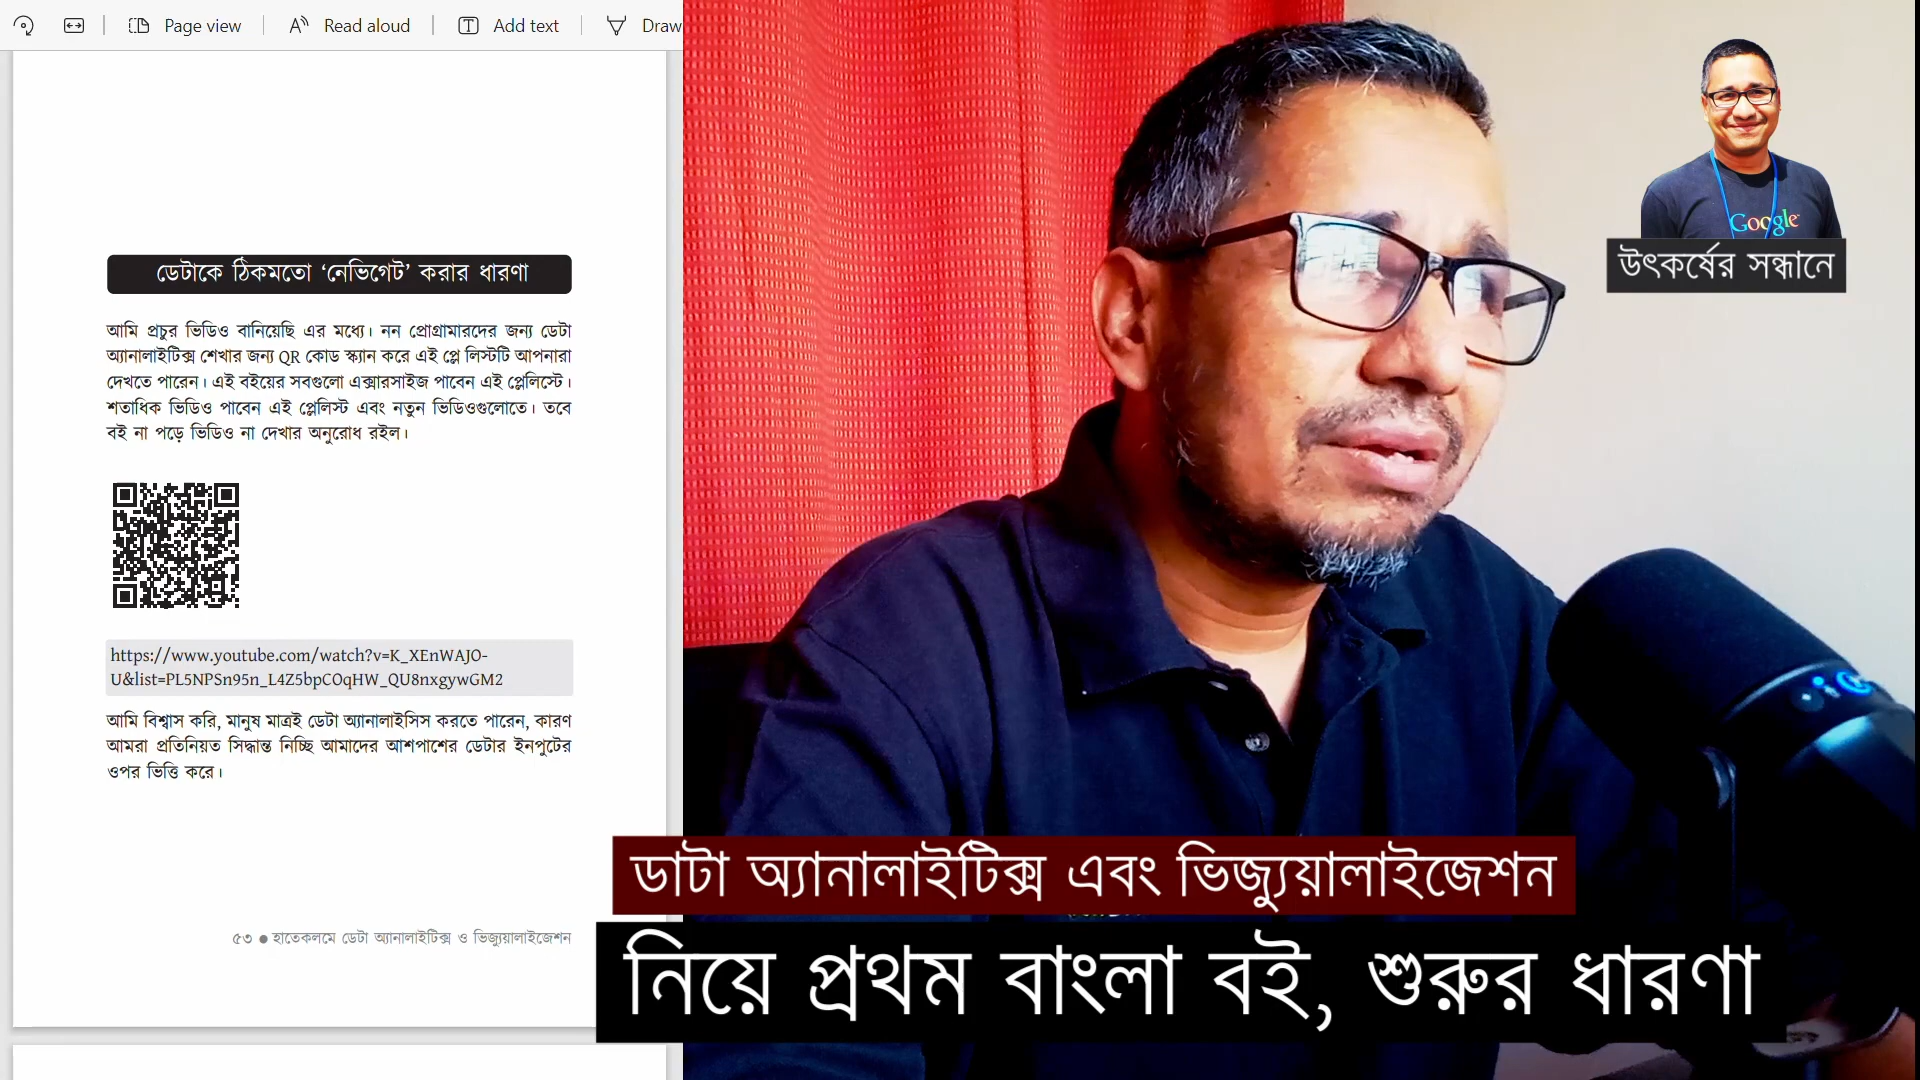 Page view
Read aloud
Add text
Draw
ডেটাকে ঠিকমতো ‘নেভিগেট’ করার ধারণা
আমি প্রচুর ভিডিও বানিয়েছি এর মধ্যে। নন প্রোগ্রামারদের জন্য ডেটা
অ্যানালাইটিক্স শেখার জন্য QR কোড স্ক্যান করে এই প্লে লিস্টটি আপনারা
দেখতে পারেন। এই বইয়ের সবগুলো এক্সারসাইজ পাবেন এই প্লেলিস্টে।
শতাধিক ভিডিও পাবেন এই প্লেলিস্ট এবং নতুন ভিডিওগুলোতে। তবে
বই না পড়ে ভিডিও না দেখার অনুরোধ রইল।
https://www.youtube.com/watch?v=K_XEnWAJO-
U&list=PL5NPSn95n_L4Z5bpCOqHW_QU8nxgywGM2
আমি বিশ্বাস করি, মানুষ মাত্রই ডেটা অ্যানালাইসিস করতে পারেন, কারণ
আমরা প্রতিনিয়ত সিদ্ধান্ত নিচ্ছি আমাদের আশপাশের ডেটার ইনপুটের
ওপর ভিত্তি করে।
৫৩ ● হাতেকলমে ডেটা অ্যানালাইটিক্স ও ভিজ্যুয়ালাইজেশন
Google
উৎকর্ষের সন্ধানে
ডাটা অ্যানালাইটিক্স এবং ভিজ্যুয়ালাইজেশন
নিয়ে প্রথম বাংলা বই, শুরুর ধারণা